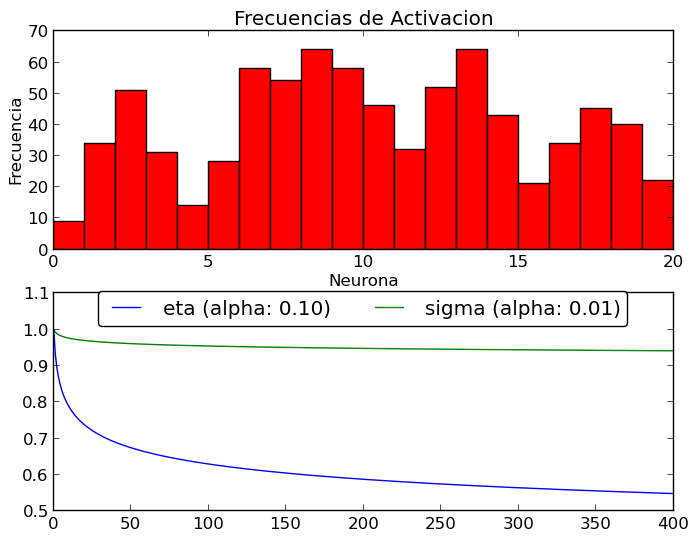 Frecuencias de Activacion
70
60
50
40
30
20
10
0
Frecuencia
0 5 10 15 20
Neurona
1.1
1.0
0.9
0.8
0.7
0.6
0.5
eta (alpha: 0.10) sigma (alpha: 0.01)
0 50 100 150 200 250 300 350 400